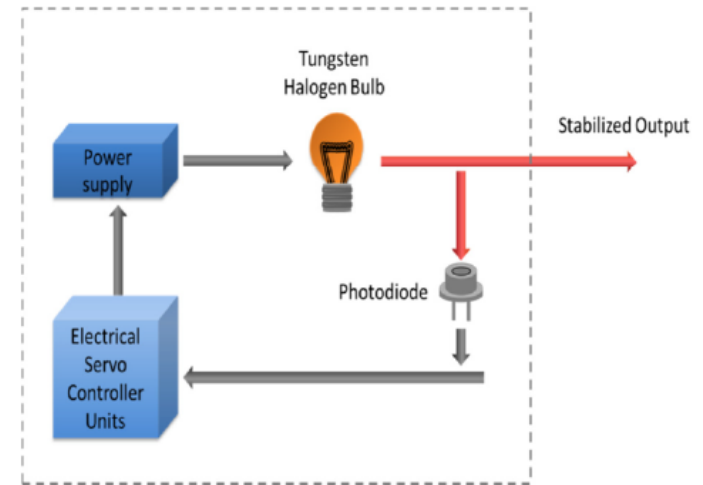 Tungsten
Halogen Bulb
Stabilized Output
Power
supply
Photodiode
Electrical
Servo
Controller
Units